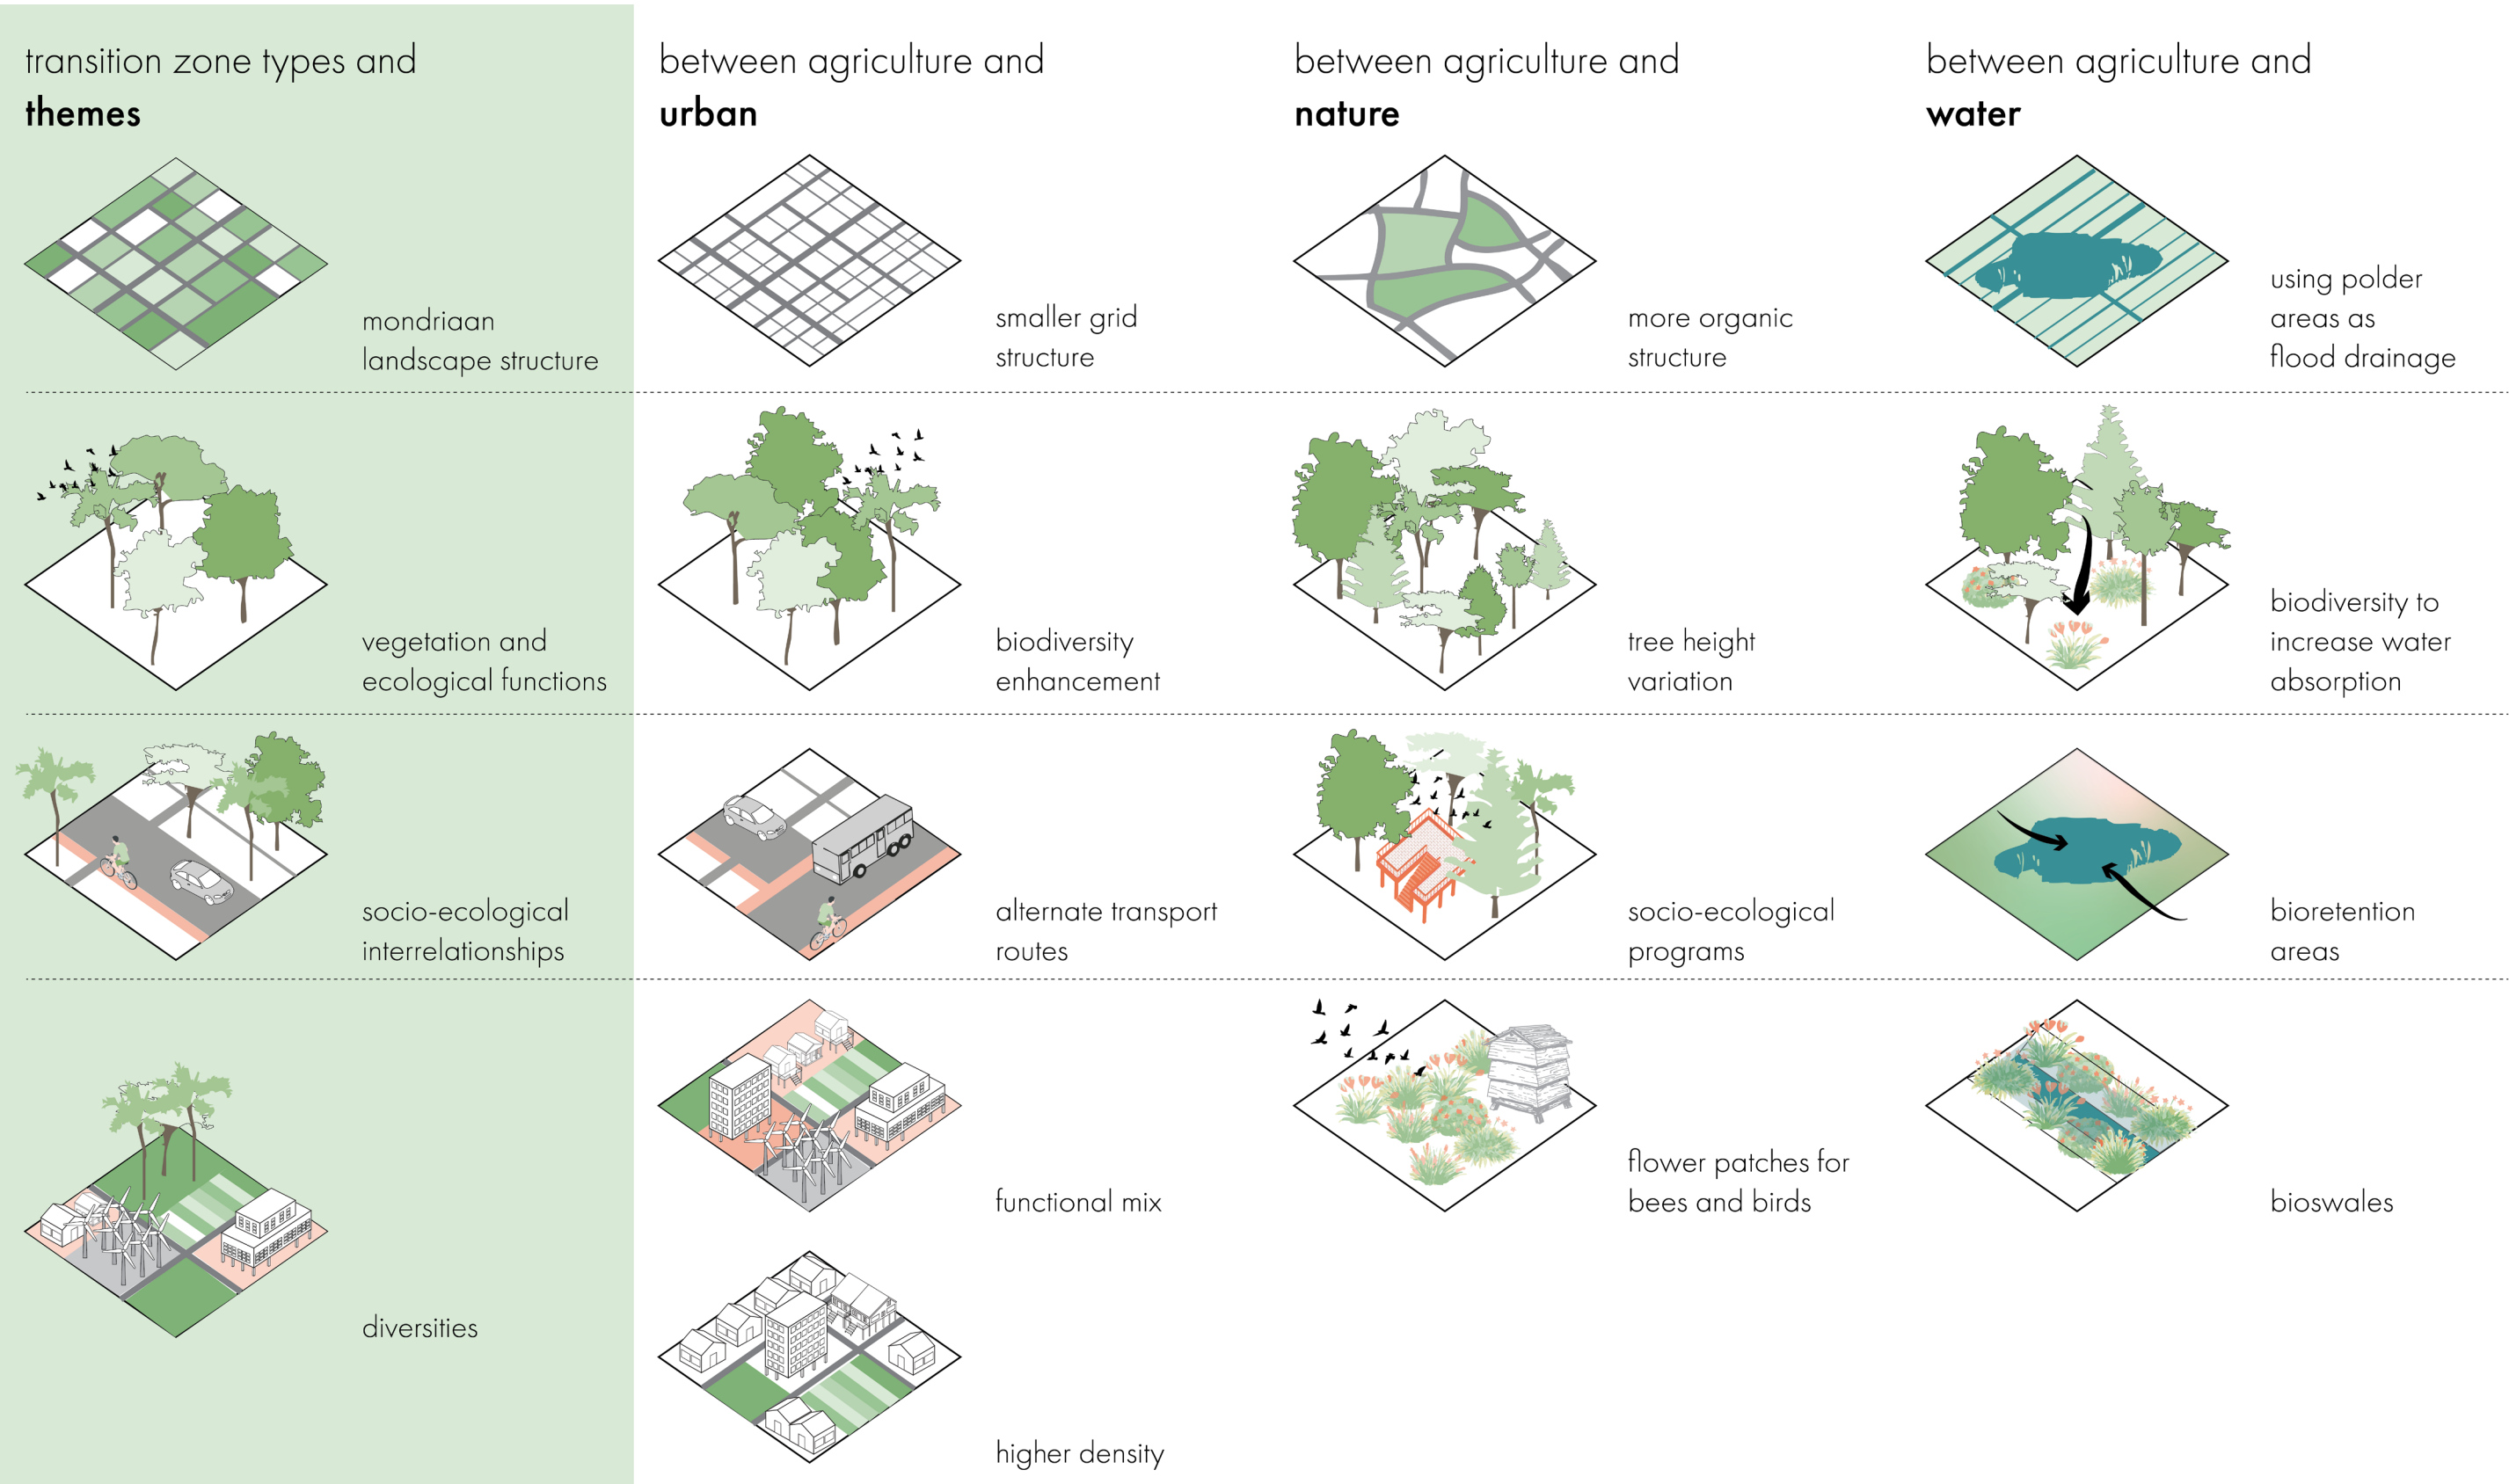 transition zone types and
themes
between agriculture and
urban
between agriculture and
nature
between agriculture and
water
mondriaan
landscape structure
smaller grid
structure
more organic
structure
using polder
areas as
flood drainage
vegetation and
ecological functions
biodiversity
enhancement
tree height
variation
biodiversity to
increase water
absorption
socio-ecological
interrelationships
alternate transport
routes
socio-ecological
programs
bioretention
areas
diversities
functional mix
flower patches for
bees and birds
bioswales
higher density